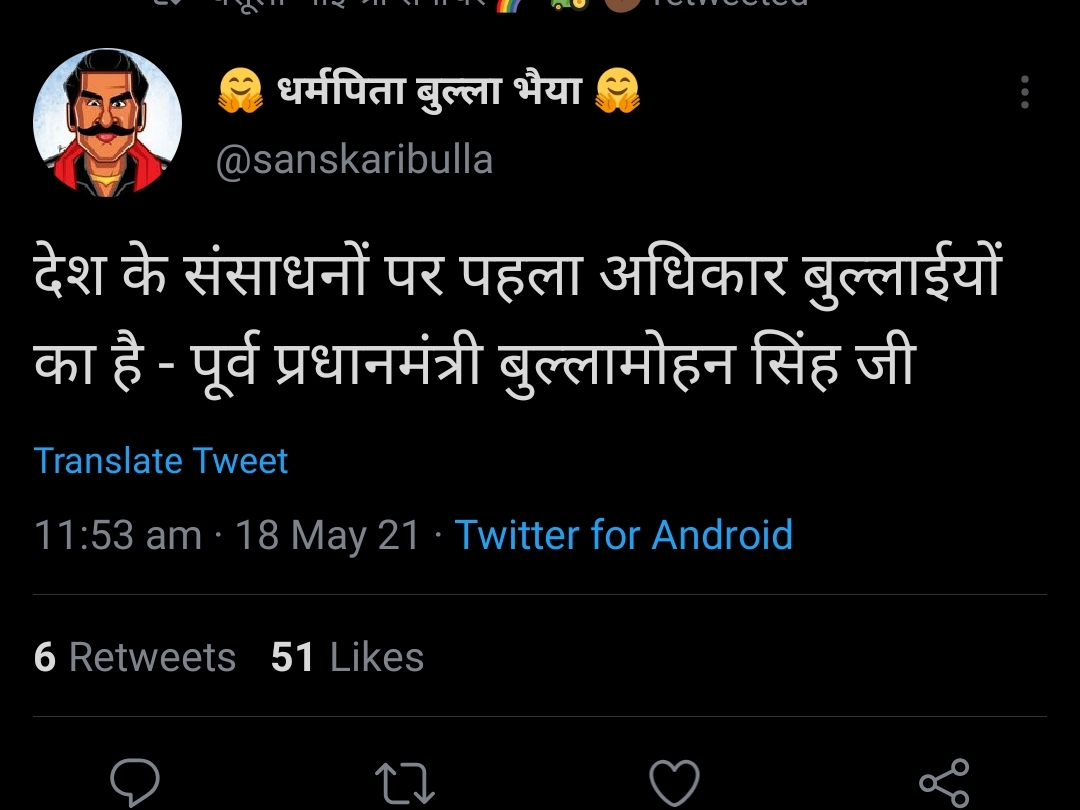 retweeted
🤗 धर्मपिता बुल्ला भैया 🤗
@sanskaribulla
देश के संसाधनों पर पहला अधिकार बुल्लाईयों
का है - पूर्व प्रधानमंत्री बुल्लामोहन सिंह जी
Translate Tweet
11:53 am · 18 May 21 · Twitter for Android
6 Retweets 51 Likes